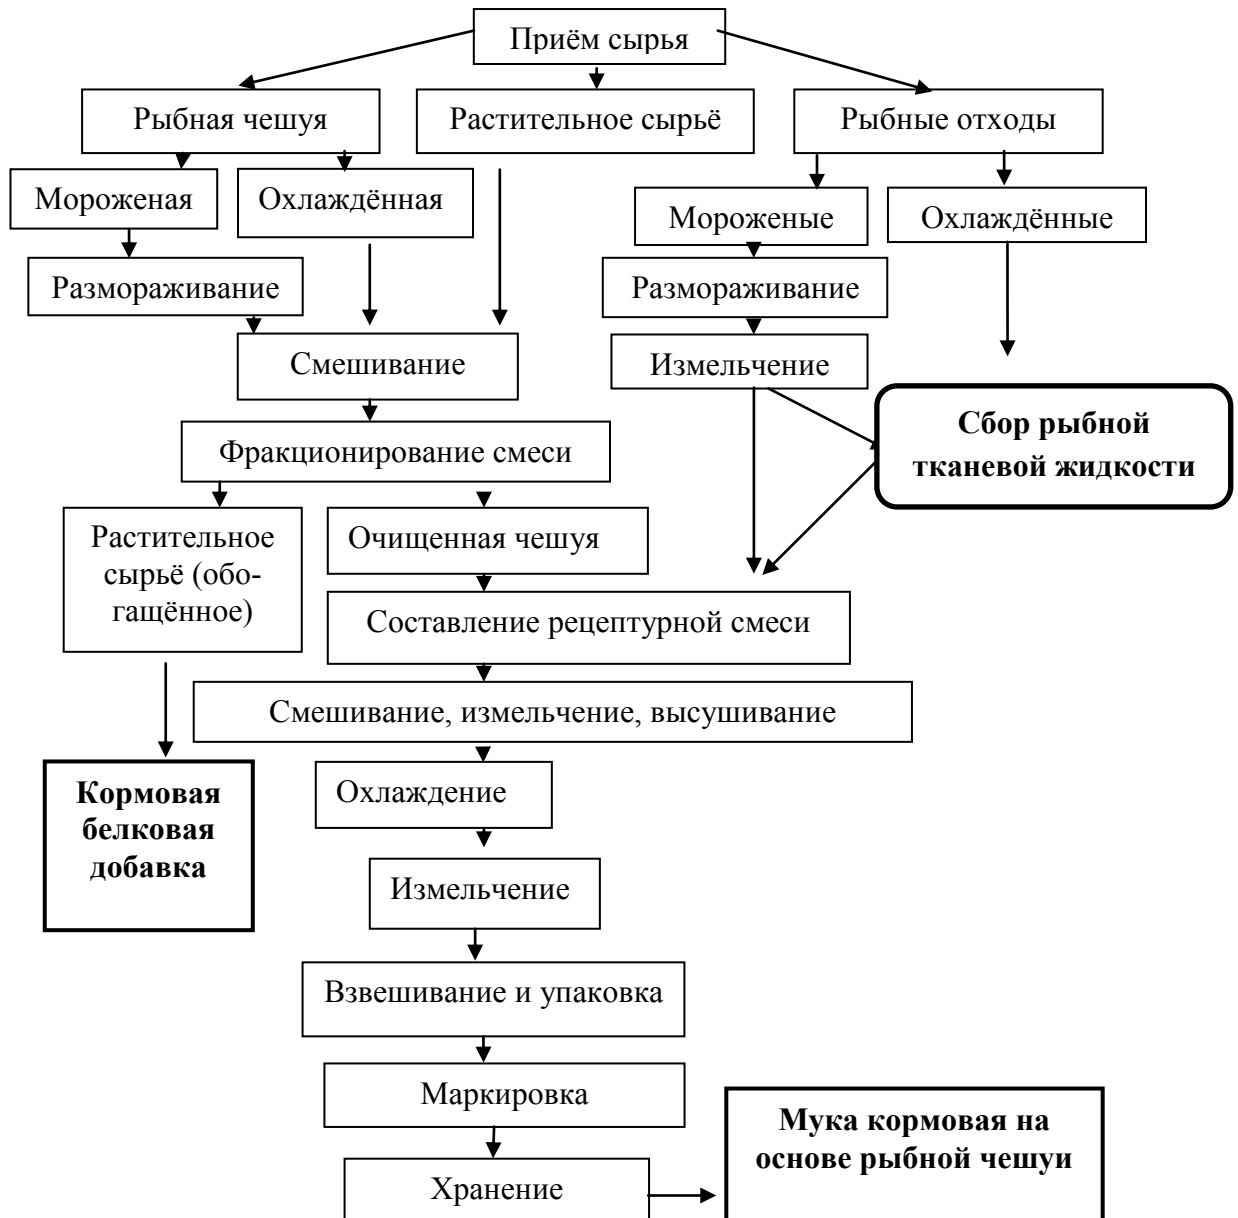 Приём сырья
Рыбная чешуя
Растительное сырьё
Рыбные отходы
Мороженая
Охлаждённая
Мороженые
Охлаждённые
Размораживание
Размораживание
Смешивание
Измельчение
Сбор рыбной
тканевой жидкости
Фракционирование смеси
Растительное
сырьё (обо-
гащённое)
Очищенная чешуя
Составление рецептурной смеси
Смешивание, измельчение, высушивание
Кормовая
белковая
добавка
Охлаждение
Измельчение
Взвешивание и упаковка
Маркировка
Хранение
Мука кормовая на
основе рыбной чешуи